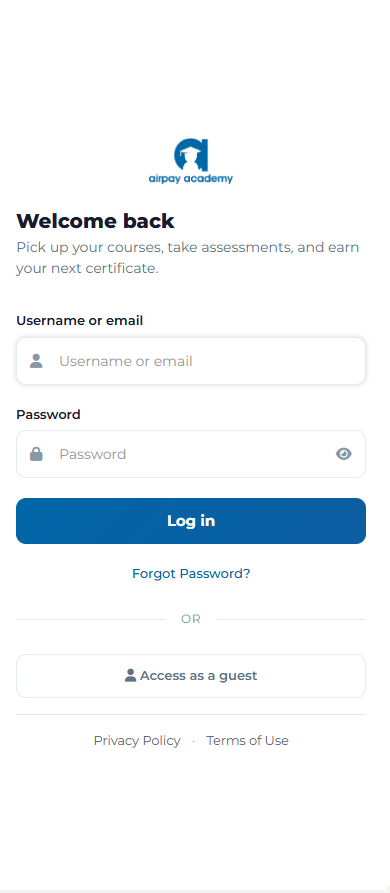 airpay academy
Welcome back
Pick up your courses, take assessments, and earn
your next certificate.
Username or email
Username or email
Password
Password
Log in
Forgot Password?
OR
Access as a guest
Privacy Policy · Terms of Use